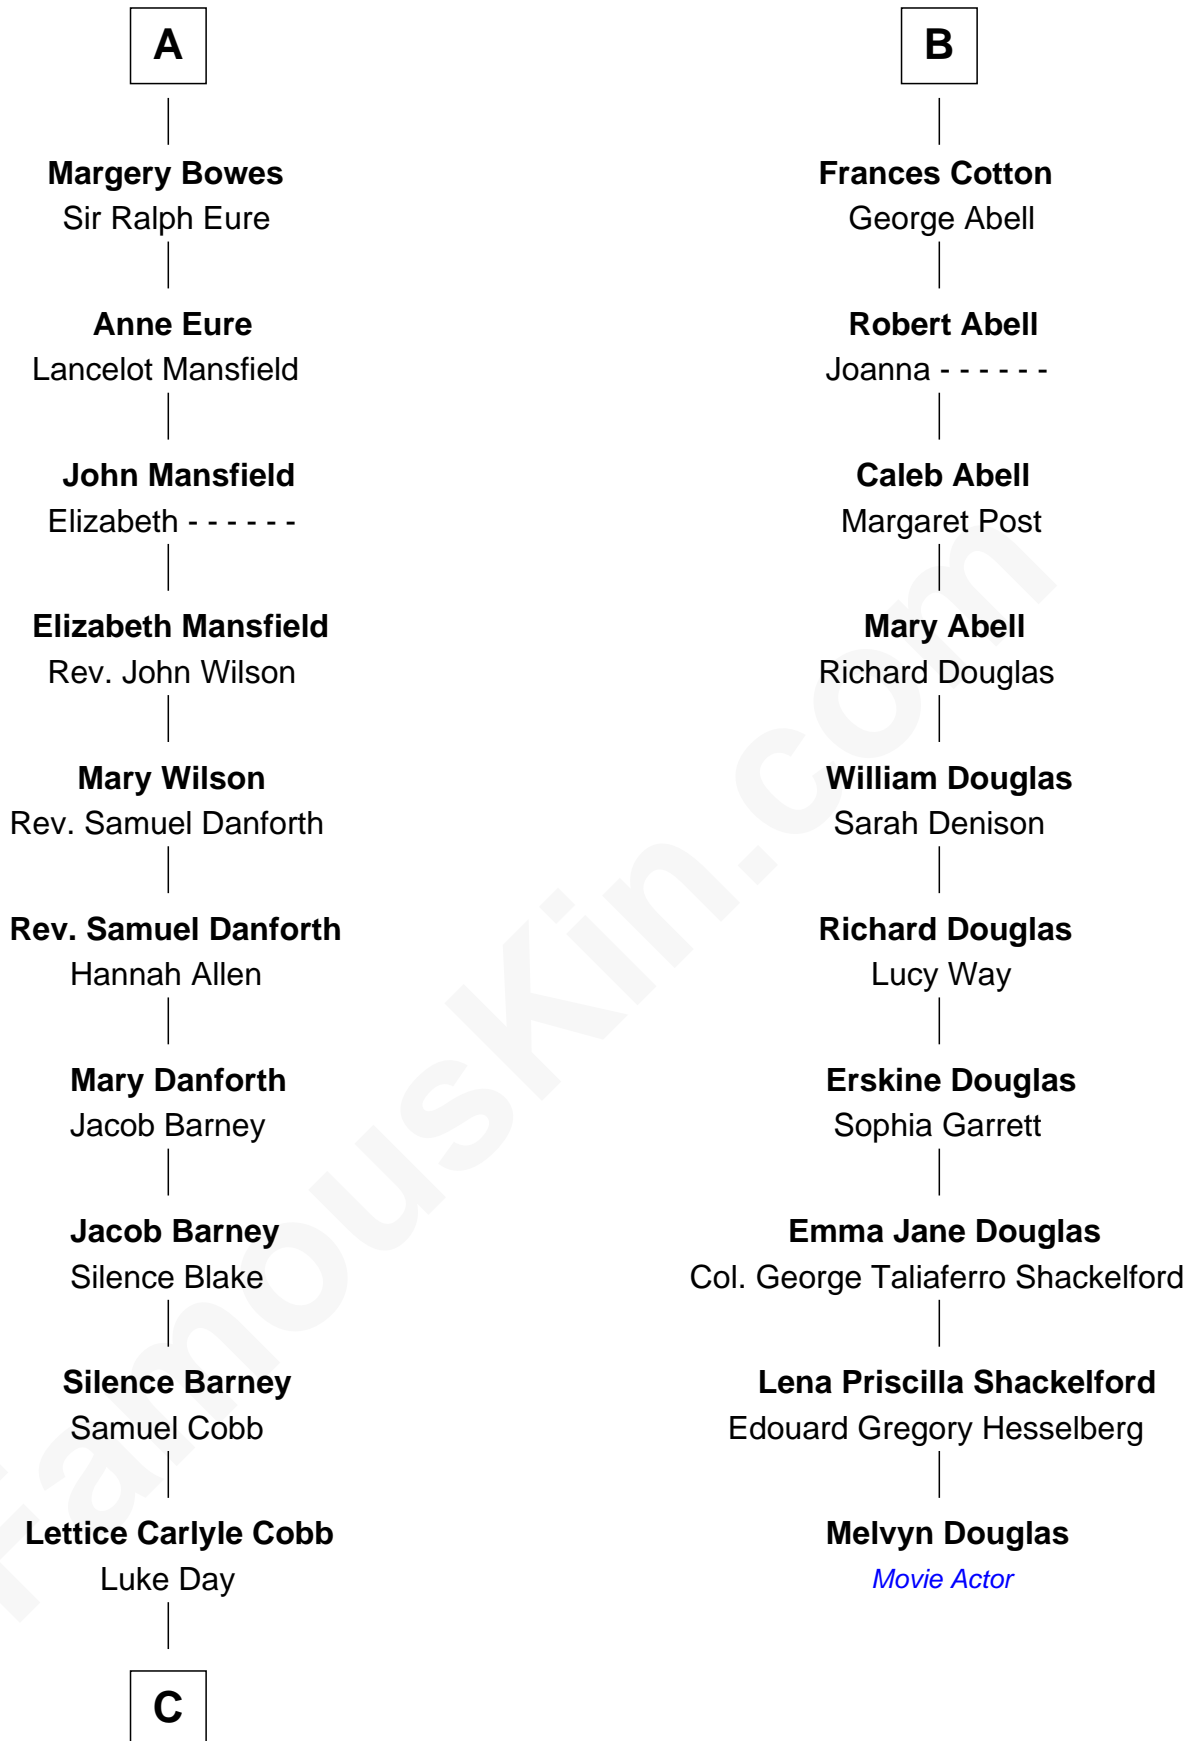 A
Margery Bowes
Sir Ralph Eure
Anne Eure
Lancelot Mansfield
John Mansfield
Elizabeth - - - - - -
Elizabeth Mansfield
Rev. John Wilson
Mary Wilson
Rev. Samuel Danforth
Rev. Samuel Danforth
Hannah Allen
Mary Danforth
Jacob Barney
Jacob Barney
Silence Blake
Silence Barney
Samuel Cobb
Lettice Carlyle Cobb
Luke Day
C
B
Frances Cotton
George Abell
Robert Abell
Joanna - - - - - -
Caleb Abell
Margaret Post
Mary Abell
Richard Douglas
William Douglas
Sarah Denison
Richard Douglas
Lucy Way
Erskine Douglas
Sophia Garrett
Emma Jane Douglas
Col. George Taliaferro Shackelford
Lena Priscilla Shackelford
Edouard Gregory Hesselberg
Melvyn Douglas
Movie Actor
FamousKin.com